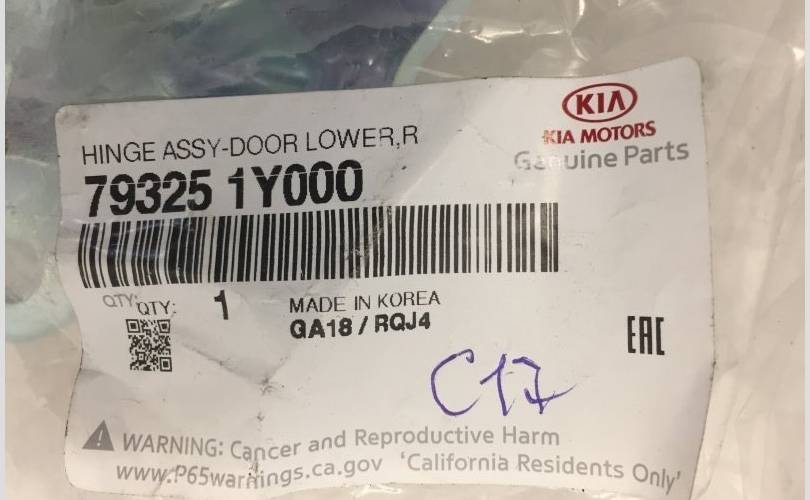 KIA
KIA MOTORS
Genuine Parts
HINGE ASSY-DOOR LOWER,R
79325 1Y000
QTY: QTY: 1
MADE IN KOREA
GA18 / RQJ4
EAC
C17
WARNING: Cancer and Reproductive Harm
www.P65warnings.ca.gov 'California Residents Only'